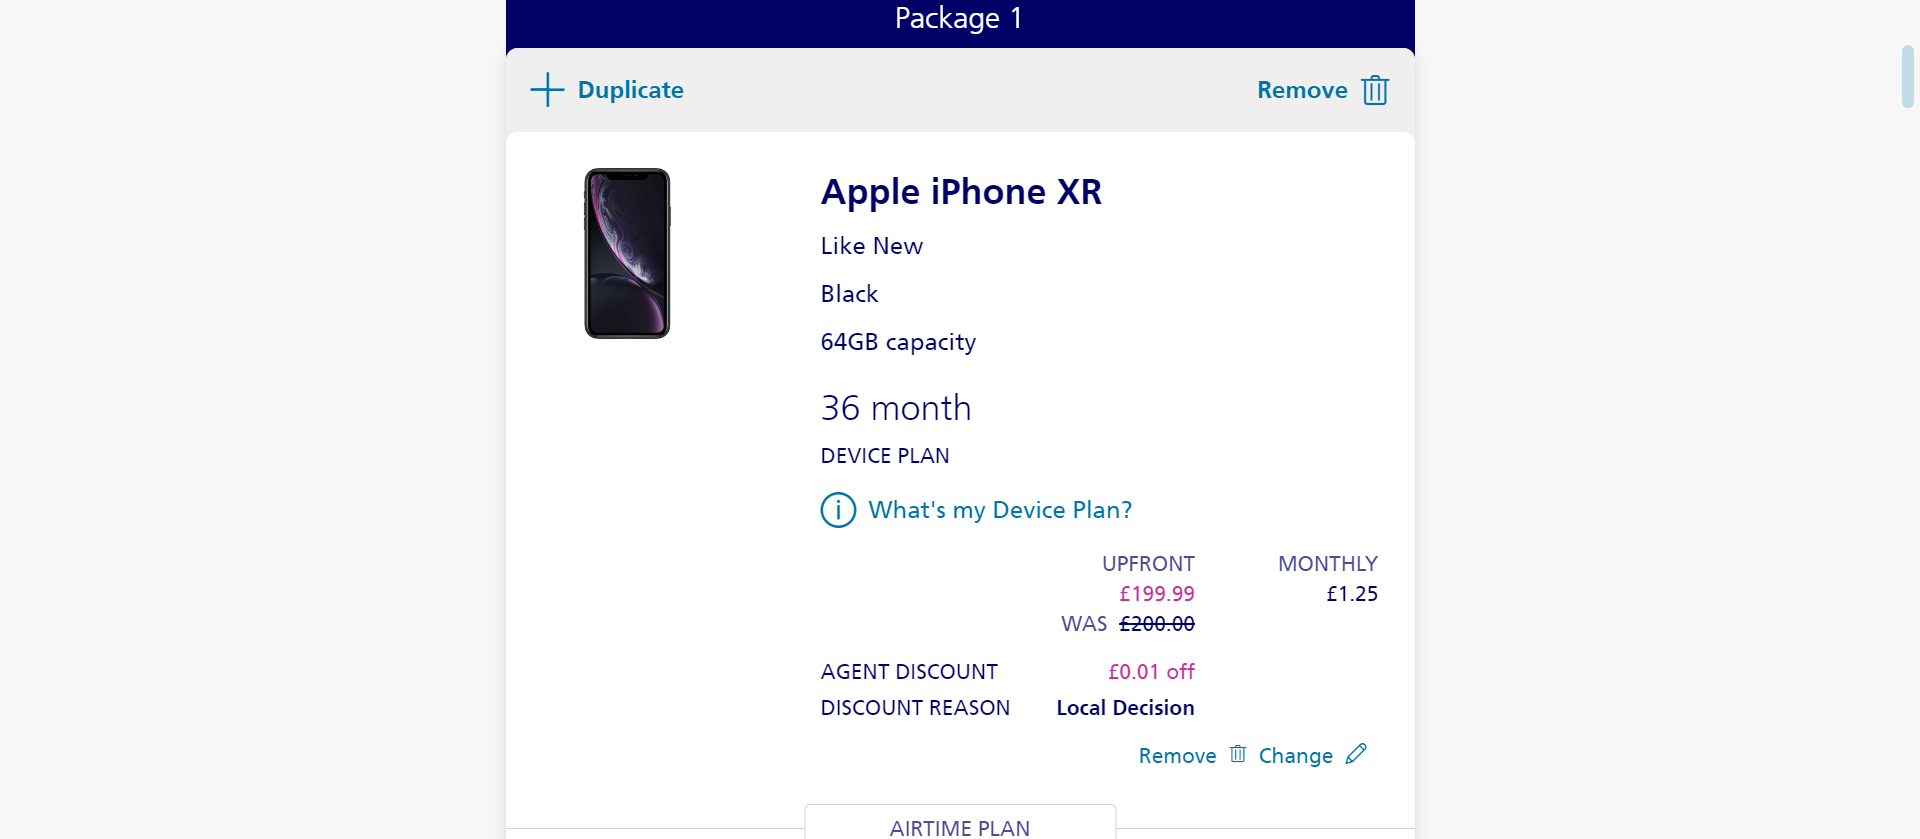 Package 1
Duplicate
Remove
Apple iPhone XR
Like New
Black
64GB capacity
36 month
DEVICE PLAN
What's my Device Plan?
UPFRONT MONTHLY
£199.99 £1.25
WAS £200.00
AGENT DISCOUNT £0.01 off
DISCOUNT REASON Local Decision
Remove Change
AIRTIME PLAN